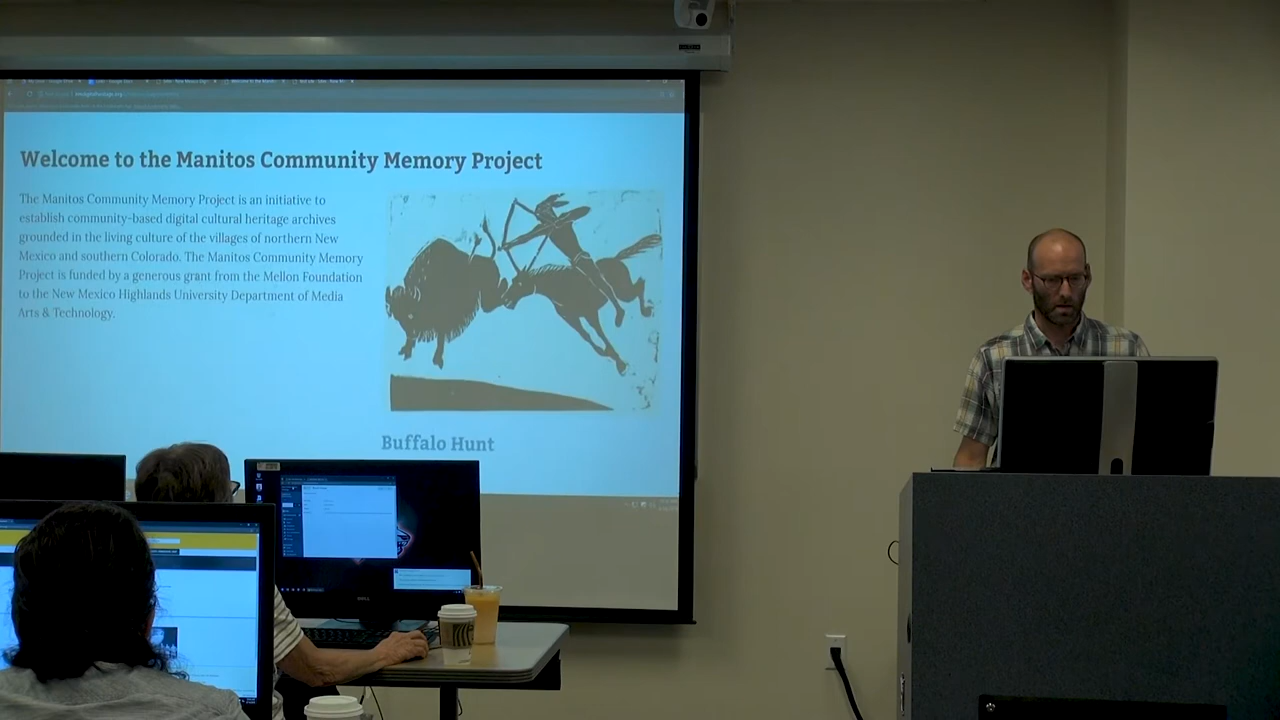 Welcome to the Manitos Community Memory Project
The Manitos Community Memory Project is an initiative to
establish community-based digital cultural heritage archives
grounded in the living culture of the villages of northern New
Mexico and southern Colorado. The Manitos Community Memory
Project is funded by a generous grant from the Mellon Foundation
to the New Mexico Highlands University Department of Media
Arts & Technology.
Buffalo Hunt
DELL